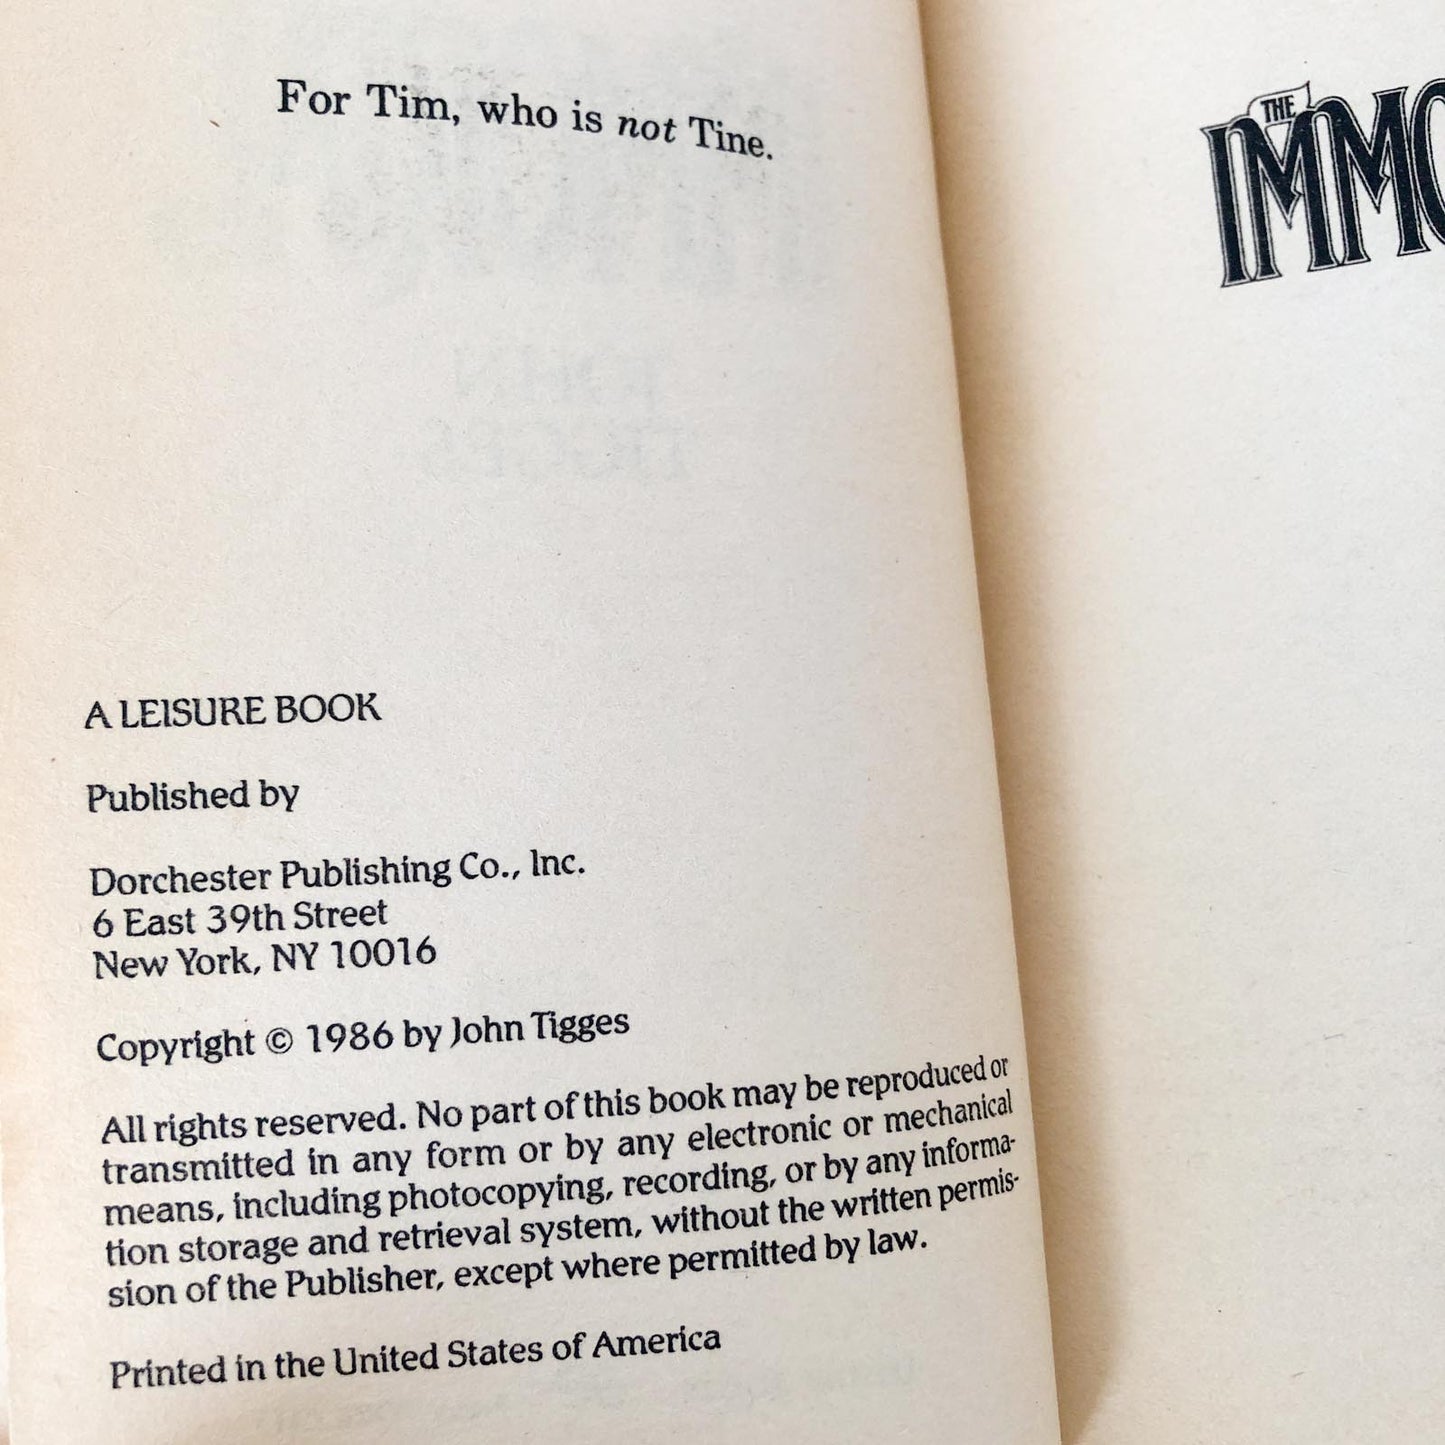 For Tim, who is not Tine.
A LEISURE BOOK
Published by
Dorchester Publishing Co., Inc.
6 East 39th Street
New York, NY 10016
Copyright © 1986 by John Tigges
All rights reserved. No part of this book may be reproduced or
transmitted in any form or by any electronic or mechanical
means, including photocopying, recording, or by any informa-
tion storage and retrieval system, without the written permis-
sion of the Publisher, except where permitted by law.
Printed in the United States of America
THE